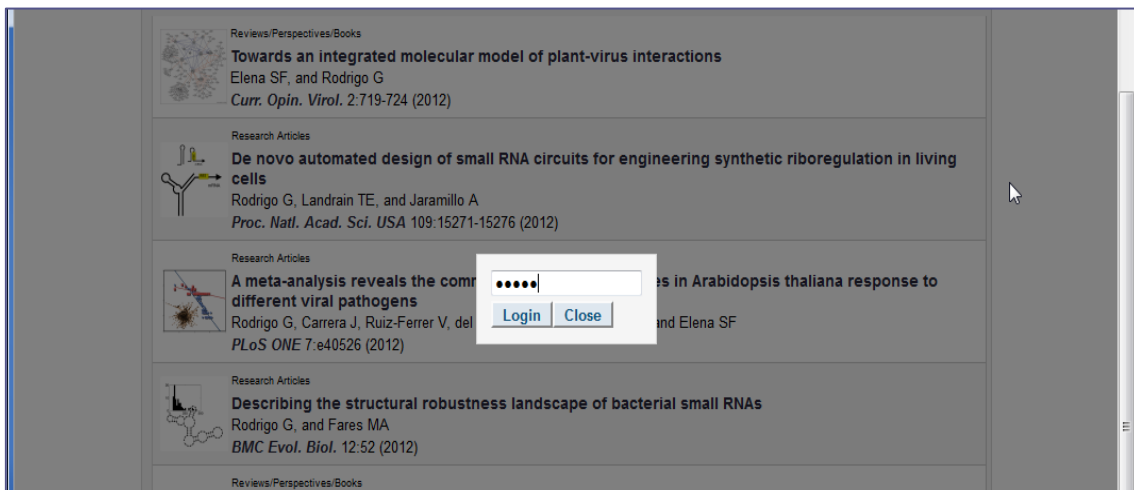 Reviews/Perspectives/Books
Towards an integrated molecular model of plant-virus interactions
Elena SF, and Rodrigo G
Curr. Opin. Virol. 2:719-724 (2012)
Research Articles
De novo automated design of small RNA circuits for engineering synthetic riboregulation in living
cells
Rodrigo G, Landrain TE, and Jaramillo A
Proc. Natl. Acad. Sci. USA 109:15271-15276 (2012)
Research Articles
A meta-analysis reveals the com es in Arabidopsis thaliana response to
different viral pathogens
Rodrigo G, Carrera J, Ruiz-Ferrer V, del and Elena SF
PLoS ONE 7:e40526 (2012)
•••••
Login Close
Research Articles
Describing the structural robustness landscape of bacterial small RNAs
Rodrigo G, and Fares MA
BMC Evol. Biol. 12:52 (2012)
Reviews/Perspectives/Books